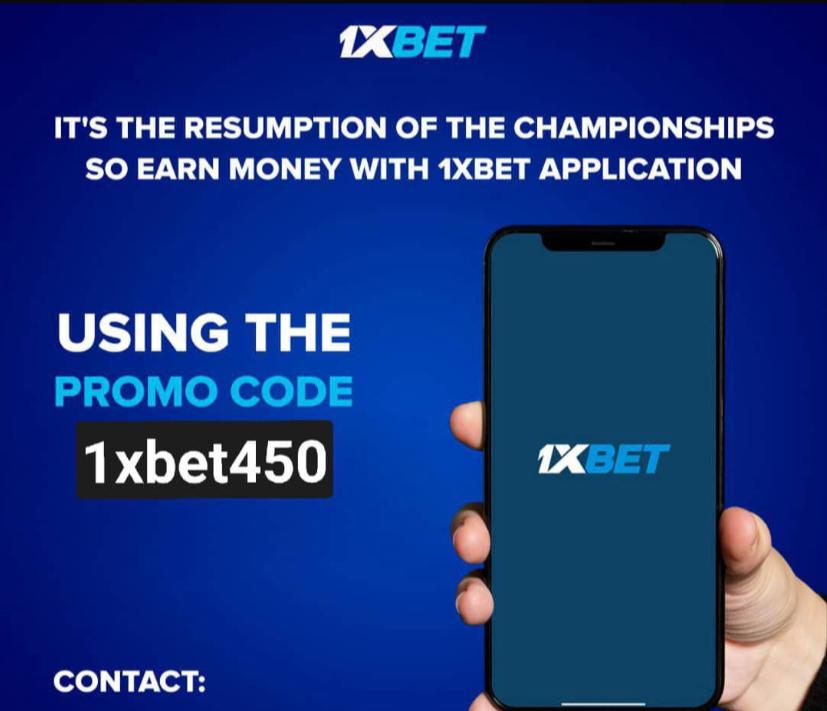 1XBET
IT'S THE RESUMPTION OF THE CHAMPIONSHIPS
SO EARN MONEY WITH 1XBET APPLICATION
USING THE
PROMO CODE
1xbet450
1XBET
CONTACT: